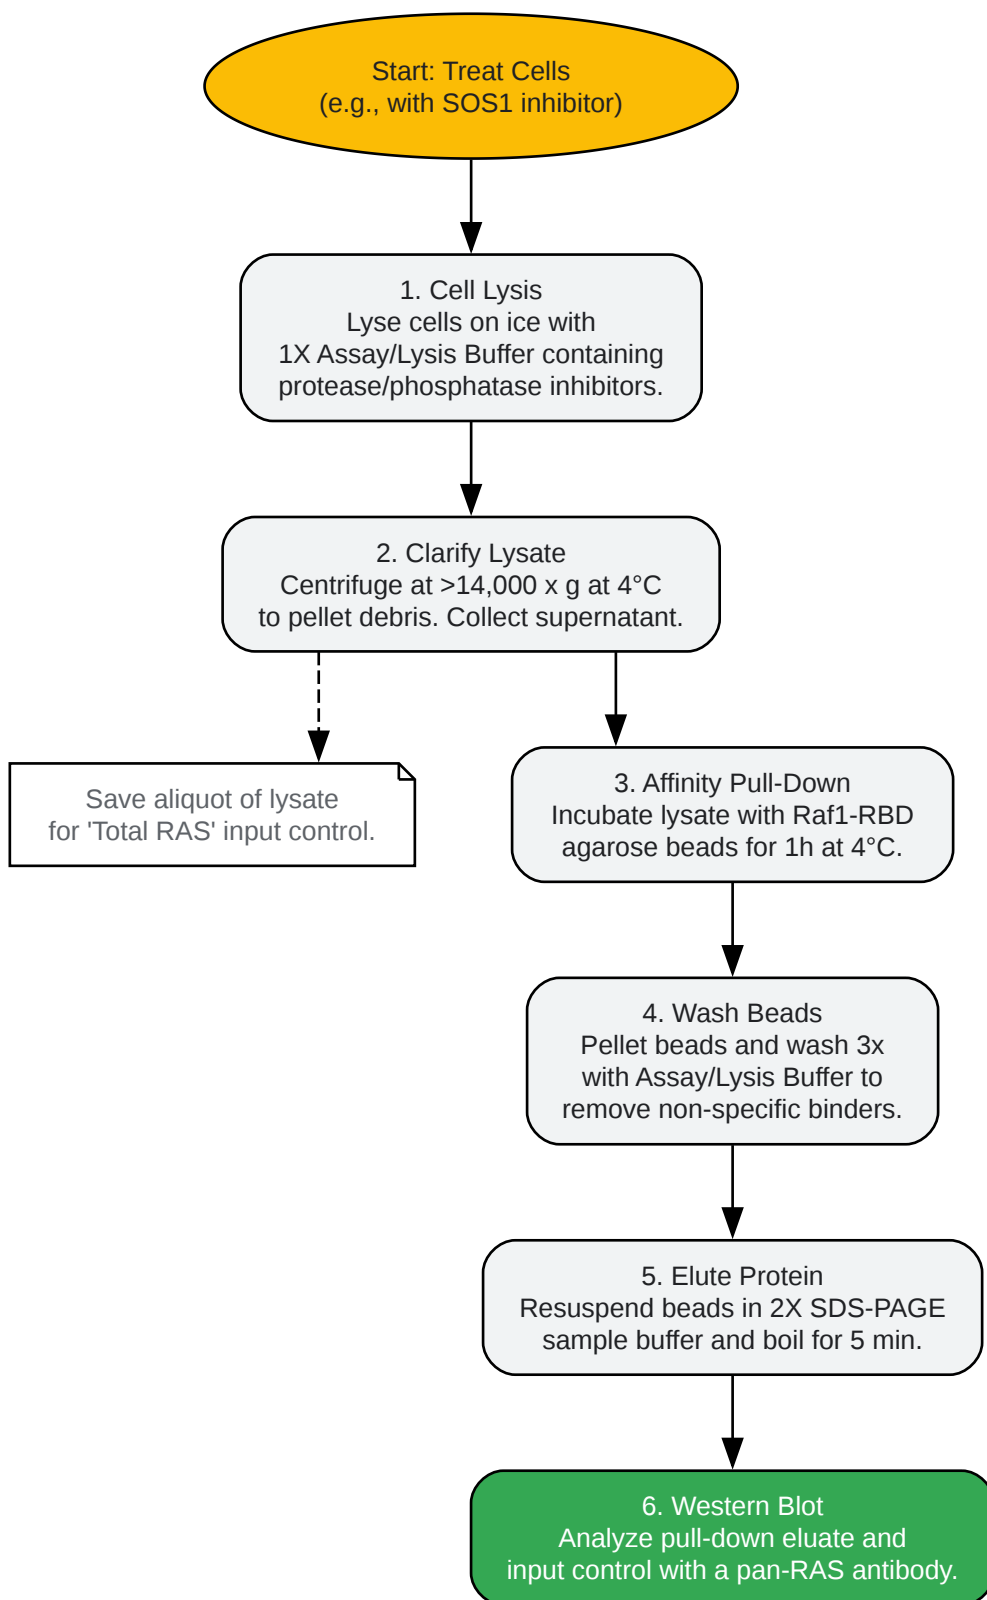 Start: Treat Cells
(e.g., with SOS1 inhibitor)
1. Cell Lysis
Lyse cells on ice with
1X Assay/Lysis Buffer containing
protease/phosphatase inhibitors.
2. Clarify Lysate
Centrifuge at >14,000 x g at 4°C
to pellet debris. Collect supernatant.
Save aliquot of lysate
for 'Total RAS' input control.
3. Affinity Pull-Down
Incubate lysate with Raf1-RBD
agarose beads for 1h at 4°C.
4. Wash Beads
Pellet beads and wash 3x
with Assay/Lysis Buffer to
remove non-specific binders.
5. Elute Protein
Resuspend beads in 2X SDS-PAGE
sample buffer and boil for 5 min.
6. Western Blot
Analyze pull-down eluate and
input control with a pan-RAS antibody.